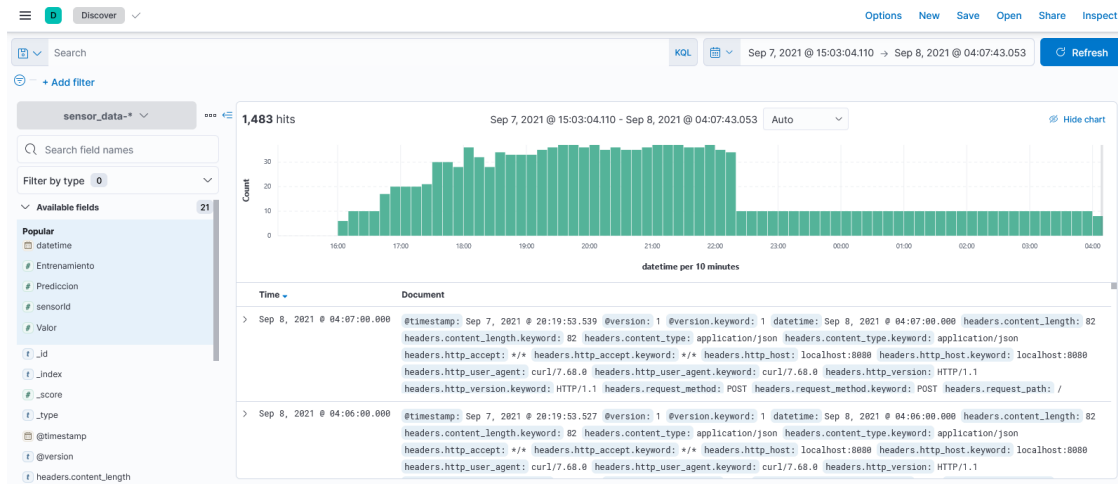 D Discover Options New Save Open Share Inspect
Search KQL Sep 7, 2021 @ 15:03:04.110 → Sep 8, 2021 @ 04:07:43.053 Refresh
+ Add filter
sensor_data-*
Search field names
Filter by type 0
Available fields 21
Popular
datetime
# Entrenamiento
# Prediccion
# sensorId
# Valor
t _id
t _index
# _score
t _type
@timestamp
t @version
t headers.content_length
1,483 hits Sep 7, 2021 @ 15:03:04.110 - Sep 8, 2021 @ 04:07:43.053 Auto Hide chart
Count
30
20
10
0
16:00 17:00 18:00 19:00 20:00 21:00 22:00 23:00 00:00 01:00 02:00 03:00 04:00
datetime per 10 minutes
Time Document
Sep 8, 2021 @ 04:07:00.000 @timestamp: Sep 7, 2021 @ 20:19:53.539 @version: 1 @version.keyword: 1 datetime: Sep 8, 2021 @ 04:07:00.000 headers.content_length: 82
headers.content_length.keyword: 82 headers.content_type: application/json headers.content_type.keyword: application/json
headers.http_accept: */* headers.http_accept.keyword: */* headers.http_host: localhost:8080 headers.http_host.keyword: localhost:8080
headers.http_user_agent: curl/7.68.0 headers.http_user_agent.keyword: curl/7.68.0 headers.http_version: HTTP/1.1
headers.http_version.keyword: HTTP/1.1 headers.request_method: POST headers.request_method.keyword: POST headers.request_path: /
Sep 8, 2021 @ 04:06:00.000 @timestamp: Sep 7, 2021 @ 20:19:53.527 @version: 1 @version.keyword: 1 datetime: Sep 8, 2021 @ 04:06:00.000 headers.content_length: 82
headers.content_length.keyword: 82 headers.content_type: application/json headers.content_type.keyword: application/json
headers.http_accept: */* headers.http_accept.keyword: */* headers.http_host: localhost:8080 headers.http_host.keyword: localhost:8080
headers.http_user_agent: curl/7.68.0 headers.http_user_agent.keyword: curl/7.68.0 headers.http_version: HTTP/1.1